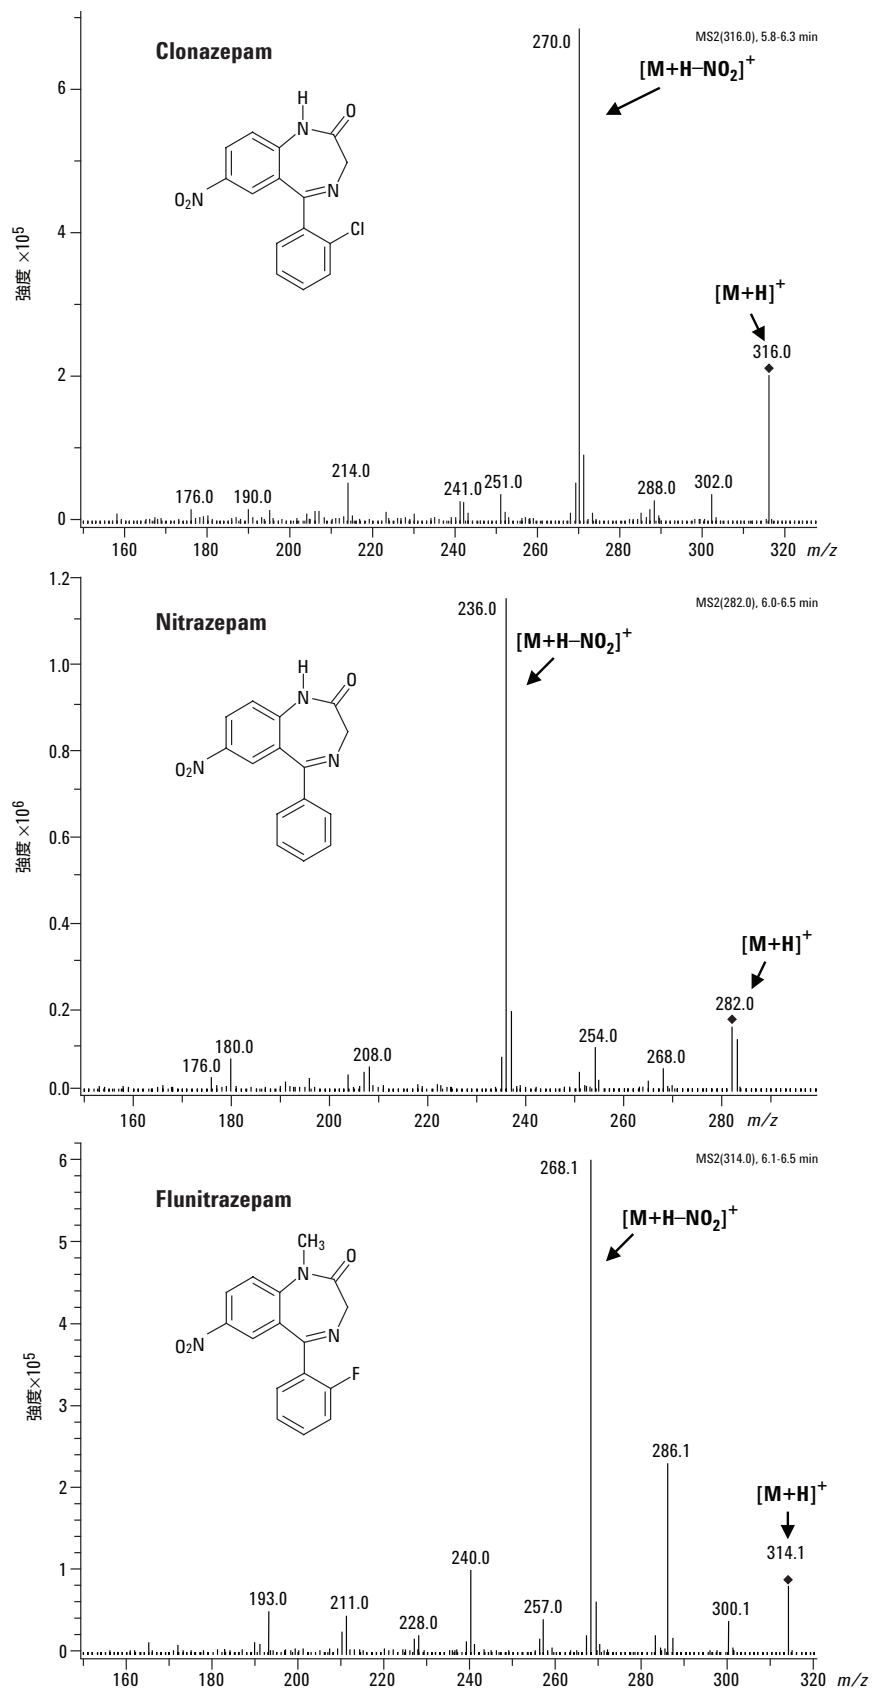 Clonazepam
MS2(316.0), 5.8-6.3 min
270.0
[M+H–NO2]+
H
N
O
O2N
N
Cl
[M+H]+
316.0
強度 ×10^5
6
4
2
0
176.0
190.0
214.0
241.0
251.0
288.0
302.0
160 180 200 220 240 260 280 300 320 m/z
Nitrazepam
MS2(282.0), 6.0-6.5 min
236.0
[M+H–NO2]+
H
N
O
O2N
N
[M+H]+
282.0
強度 ×10^6
1.2
1.0
0.8
0.6
0.4
0.2
0.0
176.0
180.0
208.0
254.0
268.0
160 180 200 220 240 260 280 m/z
Flunitrazepam
MS2(314.0), 6.1-6.5 min
268.1
[M+H–NO2]+
CH3
N
O
O2N
N
F
286.1
[M+H]+
314.1
強度×10^5
6
5
4
3
2
1
0
193.0
211.0
228.0
240.0
257.0
300.1
160 180 200 220 240 260 280 300 320 m/z